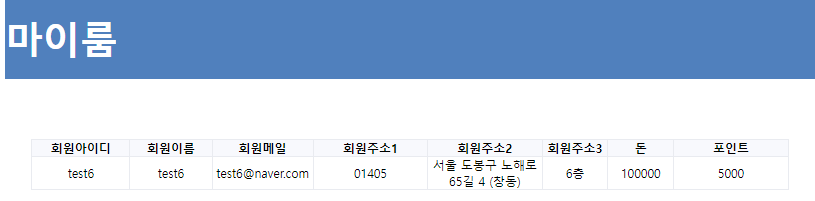 마이룸
회원아이디 회원이름 회원메일 회원주소1 회원주소2 회원주소3 돈 포인트
test6 test6 test6@naver.com 01405 서울 도봉구 노해로 6층 100000 5000
65길 4 (창동)